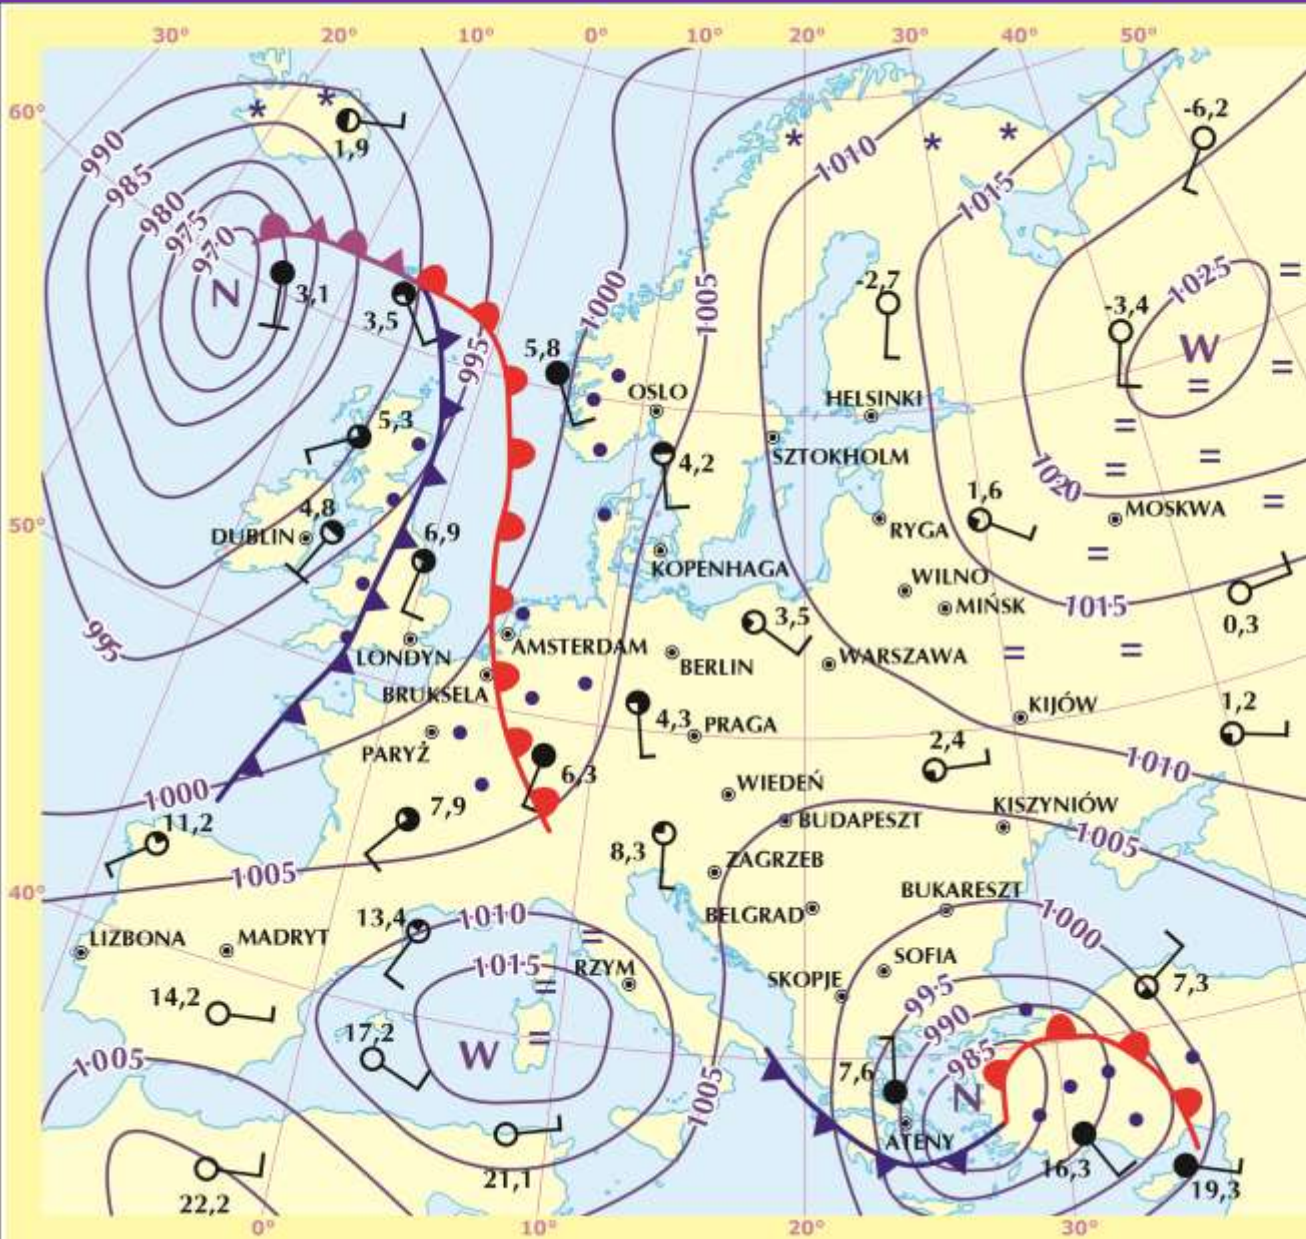 30° 20° 10° 0° 10° 20° 30° 40° 50°
60°
1,9
-6,2
990
985
980
975
970
N
3,1
3,5
1010
1015
1025
W
-2,7
-3,4
1000
1005
995
5,8
OSLO
HELSINKI
5,3
4,2
SZTOKHOLM
1020
MOSKWA
50°
4,8
DUBLIN
6,9
1,6
RYGA
KOPENHAGA
WILNO
MIŃSK
1015
0,3
995
LONDYN
AMSTERDAM
3,5
BERLIN
WARSZAWA
BRUKSELA
4,3
PRAGA
KIJÓW
1,2
PARYŻ
6,3
2,4
1010
1000
7,9
WIEDEŃ
KISZYNIÓW
11,2
BUDAPESZT
1005
8,3
ZAGRZEB
1005
40°
13,4
1010
BELGRAD
BUKARESZT
1000
LIZBONA
MADRYT
1015
RZYM
SOFIA
SKOPJE
995
7,3
14,2
17,2
W
990
985
1005
1005
7,6
N
ATENY
16,3
21,1
22,2
19,3
0° 10° 20° 30°